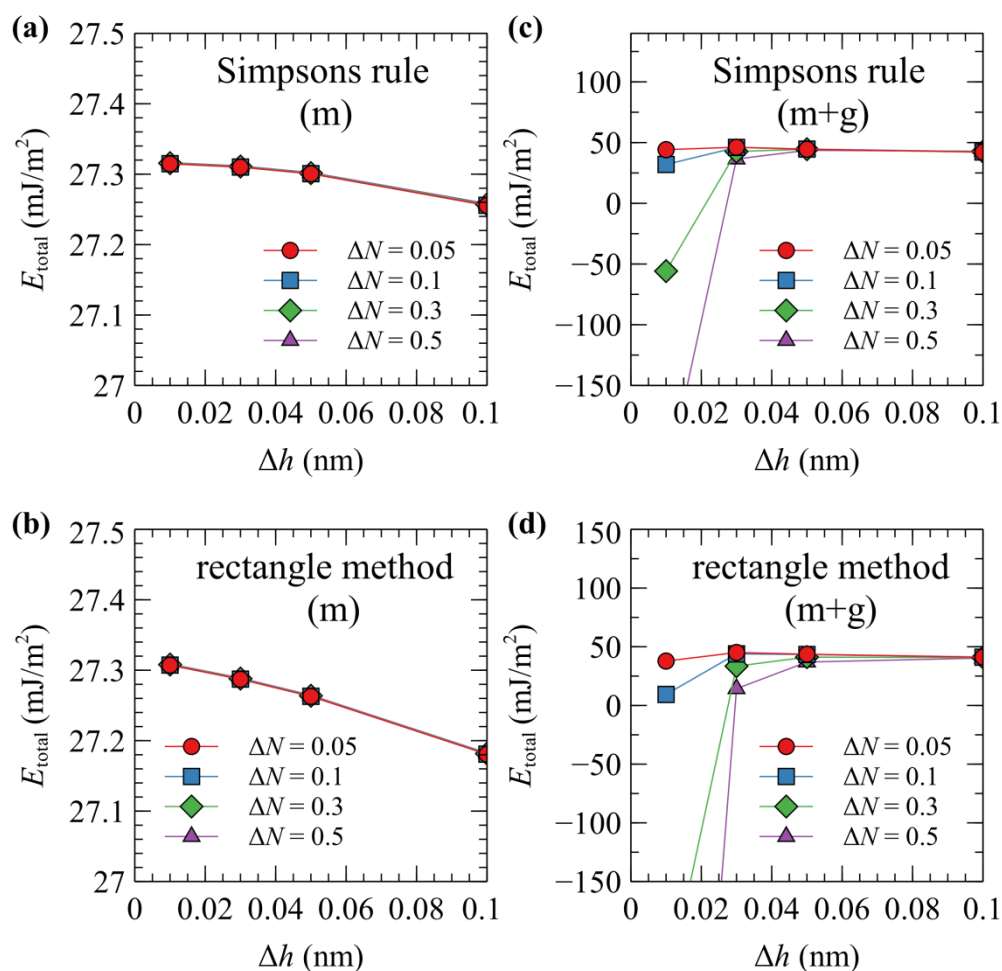 (a)
27.5
27.4
27.3
27.2
27.1
27
E_total (mJ/m²)
Simpsons rule
(m)
ΔN = 0.05
ΔN = 0.1
ΔN = 0.3
ΔN = 0.5
0 0.02 0.04 0.06 0.08 0.1
Δh (nm)
(c)
100
50
0
−50
−100
−150
E_total (mJ/m²)
Simpsons rule
(m+g)
ΔN = 0.05
ΔN = 0.1
ΔN = 0.3
ΔN = 0.5
0 0.02 0.04 0.06 0.08 0.1
Δh (nm)
(b)
27.5
27.4
27.3
27.2
27.1
27
E_total (mJ/m²)
rectangle method
(m)
ΔN = 0.05
ΔN = 0.1
ΔN = 0.3
ΔN = 0.5
0 0.02 0.04 0.06 0.08 0.1
Δh (nm)
(d)
150
100
50
0
−50
−100
−150
E_total (mJ/m²)
rectangle method
(m+g)
ΔN = 0.05
ΔN = 0.1
ΔN = 0.3
ΔN = 0.5
0 0.02 0.04 0.06 0.08 0.1
Δh (nm)